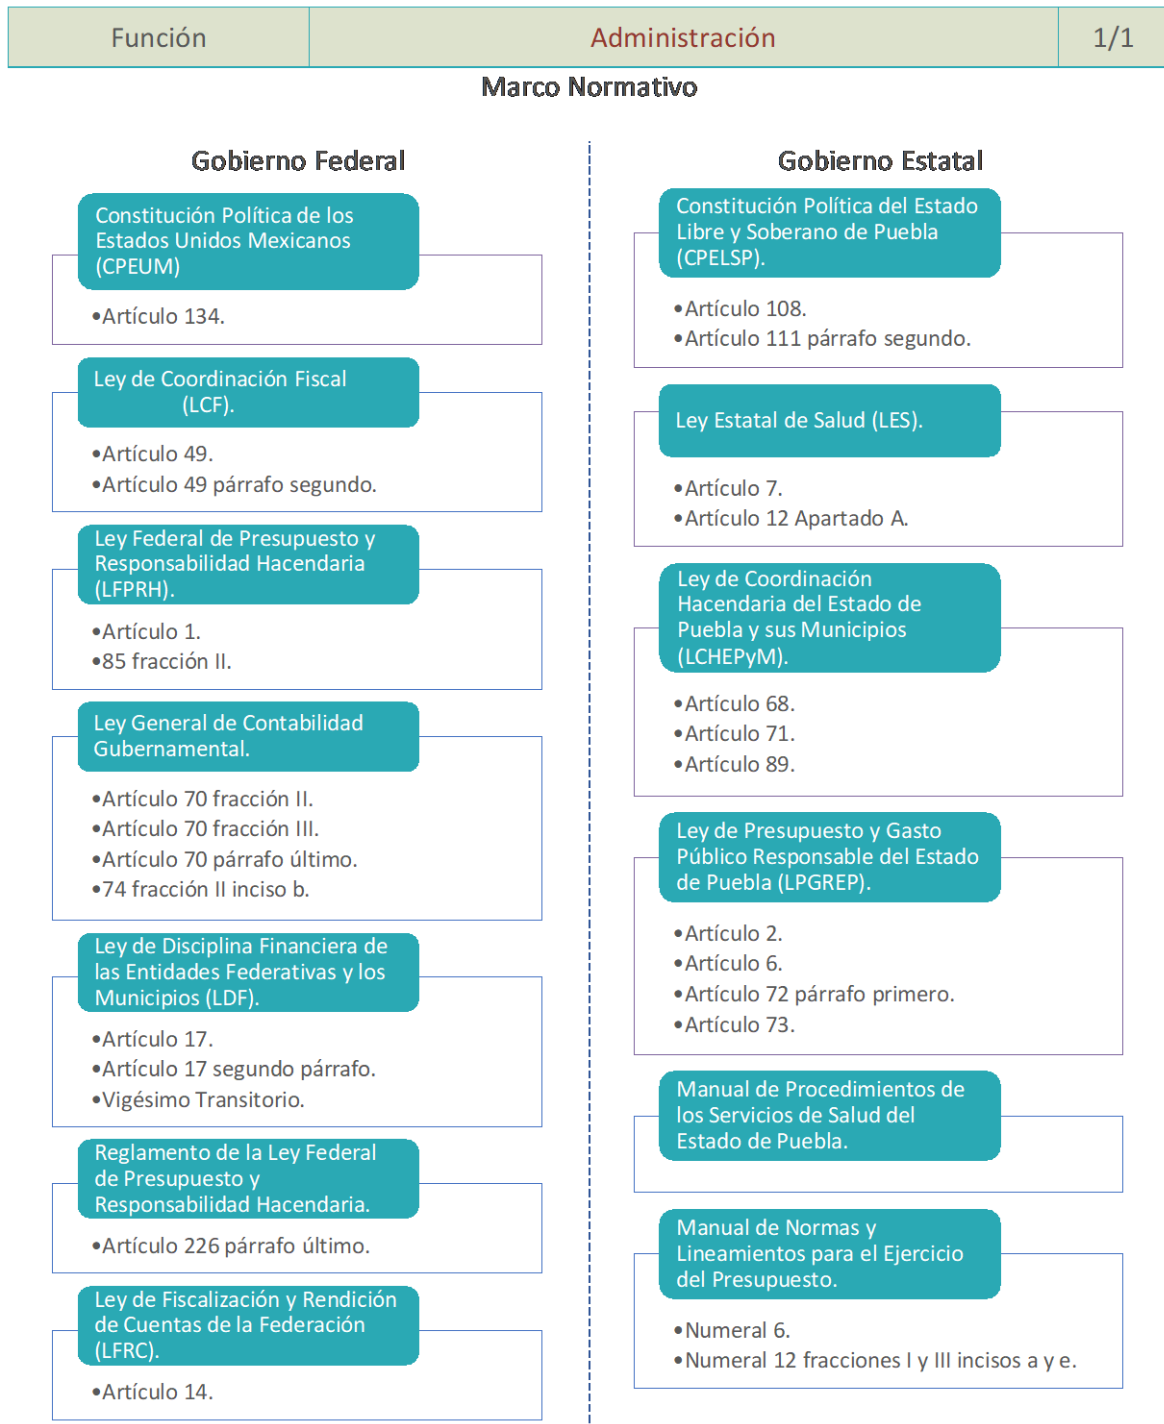 Función
Administración
1/1
Marco Normativo
Gobierno Federal
Constitución Política de los
Estados Unidos Mexicanos
(CPEUM)
•Artículo 134.
Ley de Coordinación Fiscal
(LCF).
•Artículo 49.
•Artículo 49 párrafo segundo.
Ley Federal de Presupuesto y
Responsabilidad Hacendaria
(LFPRH).
•Artículo 1.
•85 fracción II.
Ley General de Contabilidad
Gubernamental.
•Artículo 70 fracción II.
•Artículo 70 fracción III.
•Artículo 70 párrafo último.
•74 fracción II inciso b.
Ley de Disciplina Financiera de
las Entidades Federativas y los
Municipios (LDF).
•Artículo 17.
•Artículo 17 segundo párrafo.
•Vigésimo Transitorio.
Reglamento de la Ley Federal
de Presupuesto y
Responsabilidad Hacendaria.
•Artículo 226 párrafo último.
Ley de Fiscalización y Rendición
de Cuentas de la Federación
(LFRC).
•Artículo 14.
Gobierno Estatal
Constitución Política del Estado
Libre y Soberano de Puebla
(CPELSP).
•Artículo 108.
•Artículo 111 párrafo segundo.
Ley Estatal de Salud (LES).
•Artículo 7.
•Artículo 12 Apartado A.
Ley de Coordinación
Hacendaria del Estado de
Puebla y sus Municipios
(LCHEPyM).
•Artículo 68.
•Artículo 71.
•Artículo 89.
Ley de Presupuesto y Gasto
Público Responsable del Estado
de Puebla (LPGREP).
•Artículo 2.
•Artículo 6.
•Artículo 72 párrafo primero.
•Artículo 73.
Manual de Procedimientos de
los Servicios de Salud del
Estado de Puebla.
Manual de Normas y
Lineamientos para el Ejercicio
del Presupuesto.
•Numeral 6.
•Numeral 12 fracciones I y III incisos a y e.